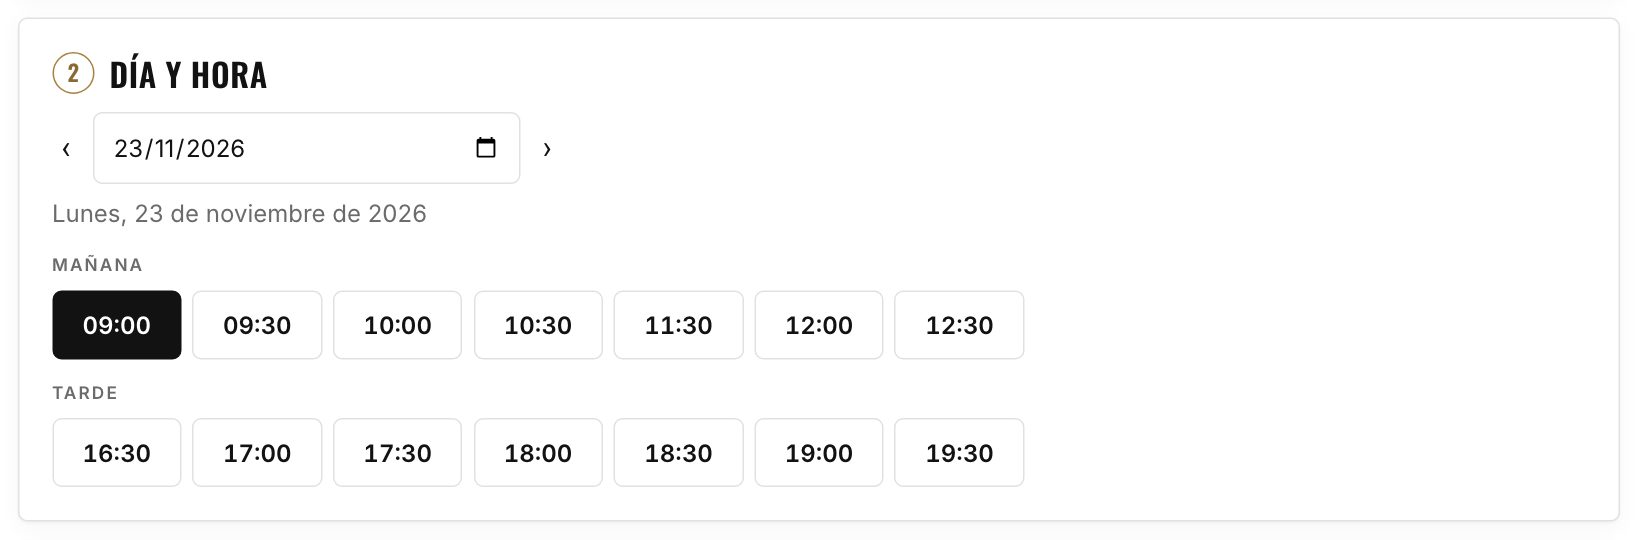 2 DÍA Y HORA
‹ 23/11/2026 ›
Lunes, 23 de noviembre de 2026
MAÑANA
09:00 09:30 10:00 10:30 11:30 12:00 12:30
TARDE
16:30 17:00 17:30 18:00 18:30 19:00 19:30